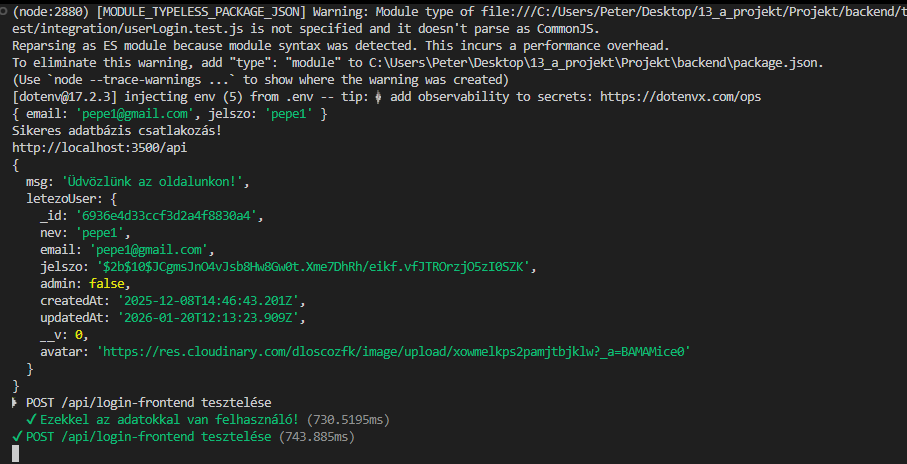 (node:2880) [MODULE_TYPELESS_PACKAGE_JSON] Warning: Module type of file:///C:/Users/Peter/Desktop/13_a_projekt/Projekt/backend/t
est/integration/userLogin.test.js is not specified and it doesn't parse as CommonJS.
Reparsing as ES module because module syntax was detected. This incurs a performance overhead.
To eliminate this warning, add "type": "module" to C:\Users\Peter\Desktop\13_a_projekt\Projekt\backend\package.json.
(Use `node --trace-warnings ...` to show where the warning was created)
[dotenv@17.2.3] injecting env (5) from .env -- tip: add observability to secrets: https://dotenvx.com/ops
{ email: 'pepe1@gmail.com', jelszo: 'pepe1' }
Sikeres adatbázis csatlakozás!
http://localhost:3500/api
{
  msg: 'Üdvözlünk az oldalunkon!',
  letezoUser: {
    _id: '6936e4d33ccf3d2a4f8830a4',
    nev: 'pepe1',
    email: 'pepe1@gmail.com',
    jelszo: '$2b$10$JCgmsJnO4vJsb8Hw8Gw0t.Xme7DhRh/eikf.vfJTROrzjO5zI0SZK',
    admin: false,
    createdAt: '2025-12-08T14:46:43.201Z',
    updatedAt: '2026-01-20T12:13:23.909Z',
    __v: 0,
    avatar: 'https://res.cloudinary.com/dloscozfk/image/upload/xowmelkps2pamjtbjklw?_a=BAMAMice0'
  }
}
▶ POST /api/login-frontend tesztelése
  ✔ Ezekkel az adatokkal van felhasználó! (730.5195ms)
✔ POST /api/login-frontend tesztelése (743.885ms)